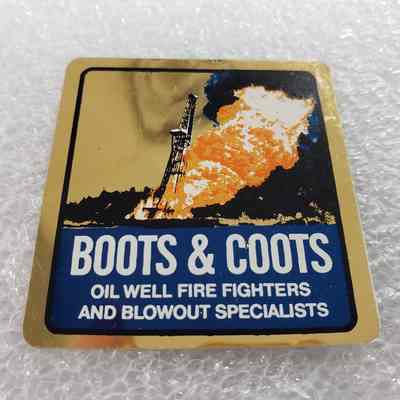 BOOTS & COOTS
OIL WELL FIRE FIGHTERS
AND BLOWOUT SPECIALISTS